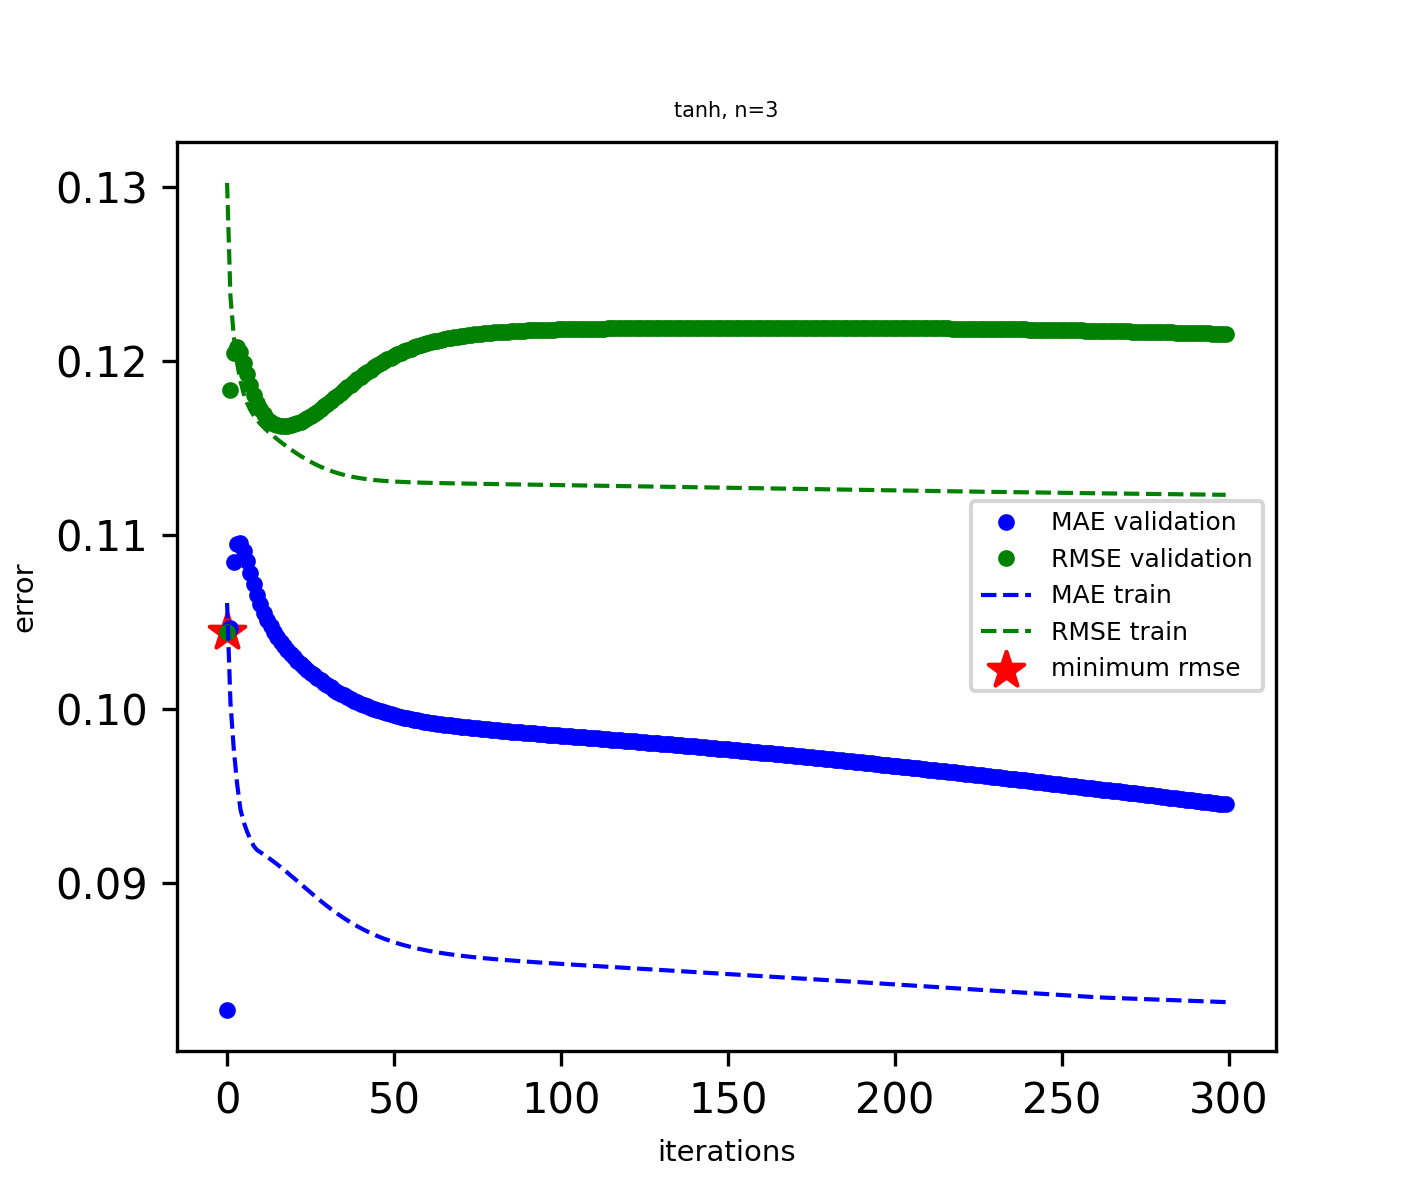 tanh, n=3
0.13
0.12
0.11
0.10
0.09
error
MAE validation
RMSE validation
MAE train
RMSE train
minimum rmse
0 50 100 150 200 250 300
iterations